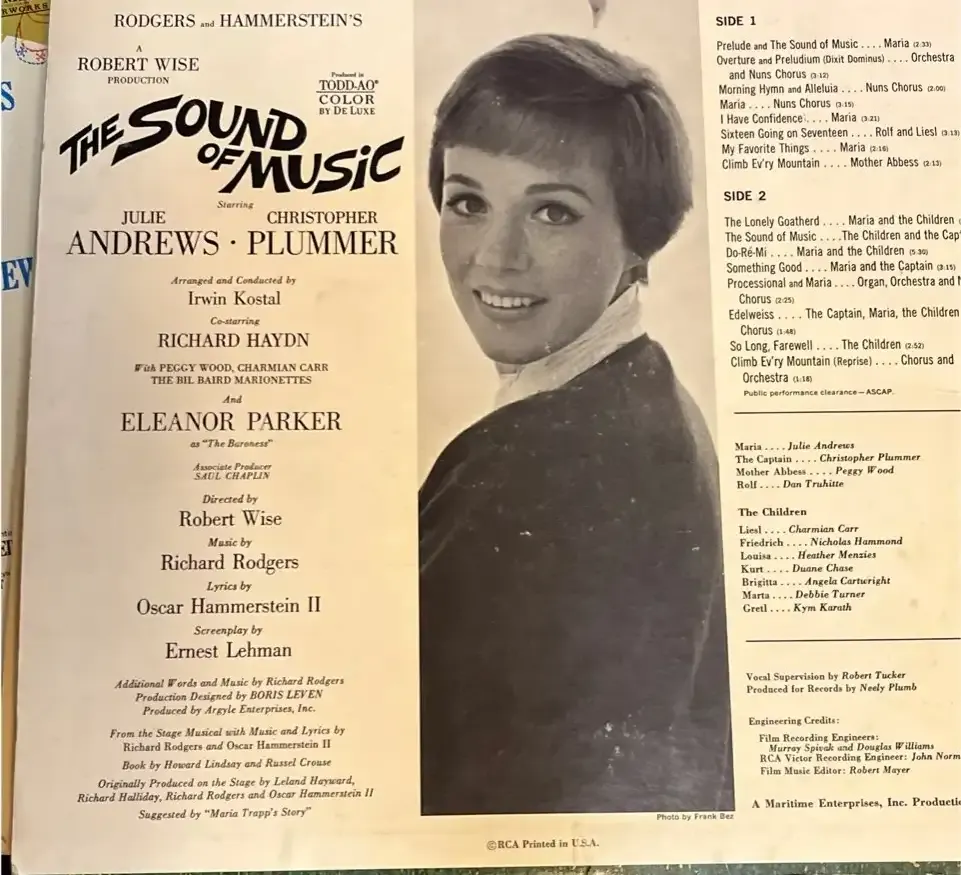 RODGERS and HAMMERSTEIN'S
A
ROBERT WISE
PRODUCTION
Produced in
TODD-AO®
COLOR
BY DE LUXE
THE SOUND
OF MUSIC
Starring
JULIE
ANDREWS · CHRISTOPHER
PLUMMER
Arranged and Conducted by
Irwin Kostal
Co-starring
RICHARD HAYDN
With PEGGY WOOD, CHARMIAN CARR
THE BIL BAIRD MARIONETTES
And
ELEANOR PARKER
as "The Baroness"
Associate Producer
SAUL CHAPLIN
Directed by
Robert Wise
Music by
Richard Rodgers
Lyrics by
Oscar Hammerstein II
Screenplay by
Ernest Lehman
Additional Words and Music by Richard Rodgers
Production Designed by BORIS LEVEN
Produced by Argyle Enterprises, Inc.
From the Stage Musical with Music and Lyrics by
Richard Rodgers and Oscar Hammerstein II
Book by Howard Lindsay and Russel Crouse
Originally Produced on the Stage by Leland Hayward,
Richard Halliday, Richard Rodgers and Oscar Hammerstein II
Suggested by "Maria Trapp's Story"
SIDE 1
Prelude and The Sound of Music .... Maria (2:33)
Overture and Preludium (Dixit Dominus) .... Orchestra
and Nuns Chorus (3:12)
Morning Hymn and Alleluia .... Nuns Chorus (2:00)
Maria .... Nuns Chorus (3:15)
I Have Confidence .... Maria (3:21)
Sixteen Going on Seventeen .... Rolf and Liesl (3:13)
My Favorite Things .... Maria (2:16)
Climb Ev'ry Mountain .... Mother Abbess (2:13)
SIDE 2
The Lonely Goatherd .... Maria and the Children
The Sound of Music ....The Children and the Cap
Do-Ré-Mi .... Maria and the Children (5:30)
Something Good .... Maria and the Captain (3:15)
Processional and Maria .... Organ, Orchestra and
Chorus (2:25)
Edelweiss .... The Captain, Maria, the Children
Chorus (1:48)
So Long, Farewell .... The Children (2:52)
Climb Ev'ry Mountain (Reprise) .... Chorus and
Orchestra (1:18)
Public performance clearance—ASCAP.
Maria .... Julie Andrews
The Captain .... Christopher Plummer
Mother Abbess .... Peggy Wood
Rolf .... Dan Truhitte
The Children
Liesl .... Charmian Carr
Friedrich .... Nicholas Hammond
Louisa .... Heather Menzies
Kurt .... Duane Chase
Brigitta .... Angela Cartwright
Marta .... Debbie Turner
Gretl .... Kym Karath
Vocal Supervision by Robert Tucker
Produced for Records by Neely Plumb
Engineering Credits:
Film Recording Engineers:
Murray Spivak and Douglas Williams
RCA Victor Recording Engineer: John Norm
Film Music Editor: Robert Mayer
A Maritime Enterprises, Inc. Producti
Photo by Frank Bez
©RCA Printed in U.S.A.